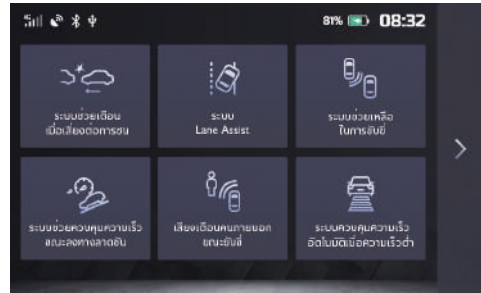 5G 81% 08:32
ระบบช่วยเตือน
เมื่อเสี่ยงต่อการชน
ระบบ
Lane Assist
ระบบช่วยเหลือ
ในการขับขี่
ระบบช่วยควบคุมความเร็ว
ขณะลงทางลาดชัน
เสียงเตือนคนภายนอก
ขณะขับขี่
ระบบควบคุมความเร็ว
อัตโนมัติเมื่อความเร็วต่ำ